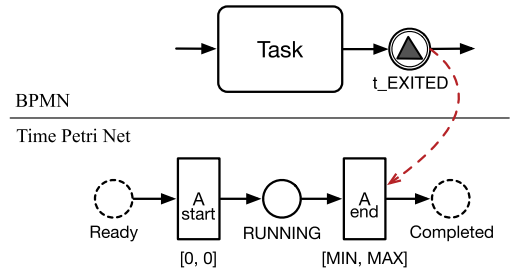 Task
t_EXITED
BPMN
Time Petri Net
A
start
A
end
Ready
RUNNING
Completed
[0, 0]
[MIN, MAX]